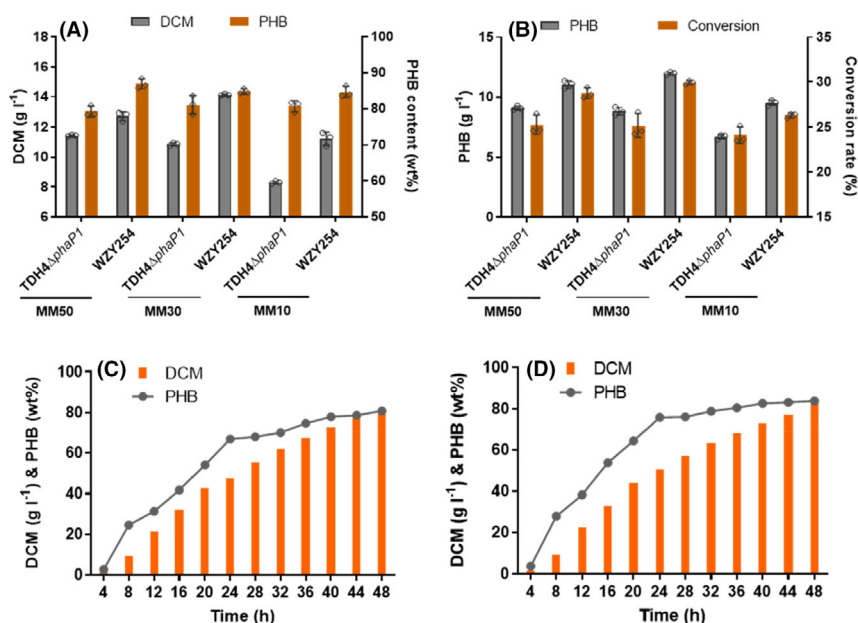 (A)
DCM
PHB
DCM (g l⁻¹)
18
16
14
12
10
8
6
PHB content (wt%)
100
90
80
70
60
50
TDH4ΔphaP1
WZY254
TDH4ΔphaP1
WZY254
TDH4ΔphaP1
WZY254
MM50
MM30
MM10
(B)
PHB
Conversion
PHB (g l⁻¹)
15
10
5
0
Conversion rate (%)
35
30
25
20
15
TDH4ΔphaP1
WZY254
TDH4ΔphaP1
WZY254
TDH4ΔphaP1
WZY254
MM50
MM30
MM10
(C)
DCM
PHB
DCM (g l⁻¹) & PHB (wt%)
100
80
60
40
20
0
4 8 12 16 20 24 28 32 36 40 44 48
Time (h)
(D)
DCM
PHB
DCM (g l⁻¹) & PHB (wt%)
100
80
60
40
20
0
4 8 12 16 20 24 28 32 36 40 44 48
Time (h)